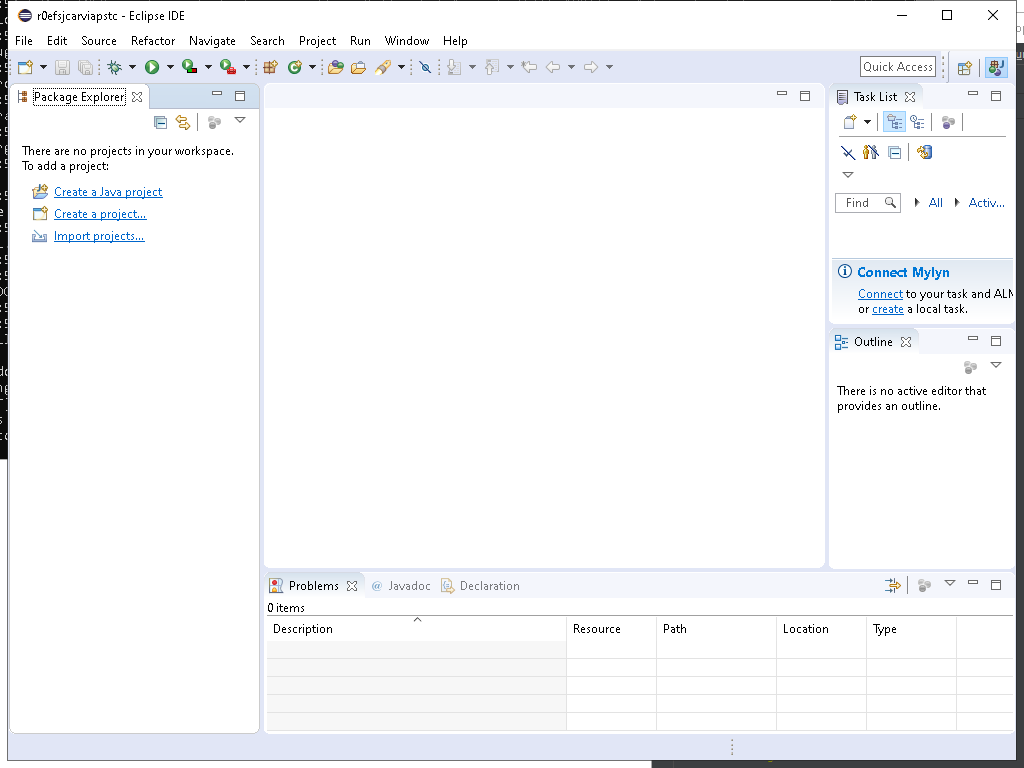 r0efsjcarviapstc - Eclipse IDE
File Edit Source Refactor Navigate Search Project Run Window Help
Quick Access
Package Explorer
There are no projects in your workspace.
To add a project:
Create a Java project
Create a project...
Import projects...
Task List
Find All Activ...
Connect Mylyn
Connect to your task and ALM
or create a local task.
Outline
There is no active editor that
provides an outline.
Problems @ Javadoc Declaration
0 items
Description Resource Path Location Type